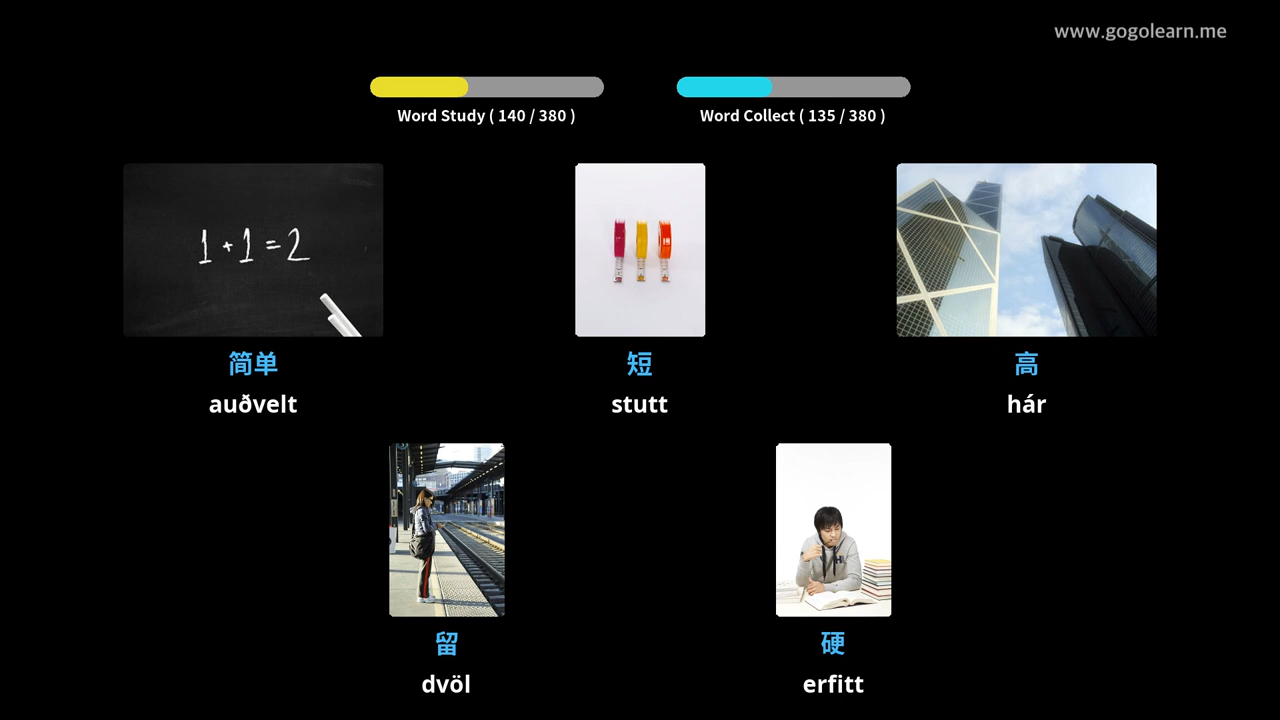 www.gogolearn.me
Word Study ( 140 / 380 )
Word Collect ( 135 / 380 )
1 + 1 = 2
简单
auðvelt
短
stutt
高
hár
留
dvöl
硬
erfitt